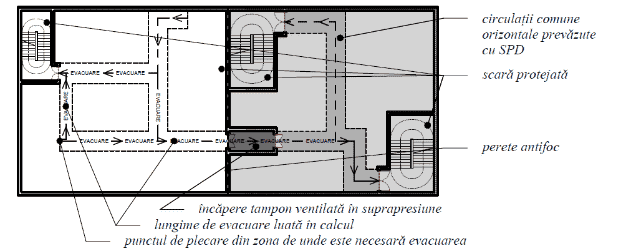 circulații comune
orizontale prevăzute
cu SPD
scară protejată
EVACUARE EVACUARE
EVACUARE
EVACUARE
EVACUARE EVACUARE EVACUARE EVACUARE EVACUARE
perete antifoc
încăpere tampon ventilată în suprapresiune
lungime de evacuare luată în calcul
punctul de plecare din zona de unde este necesară evacuarea